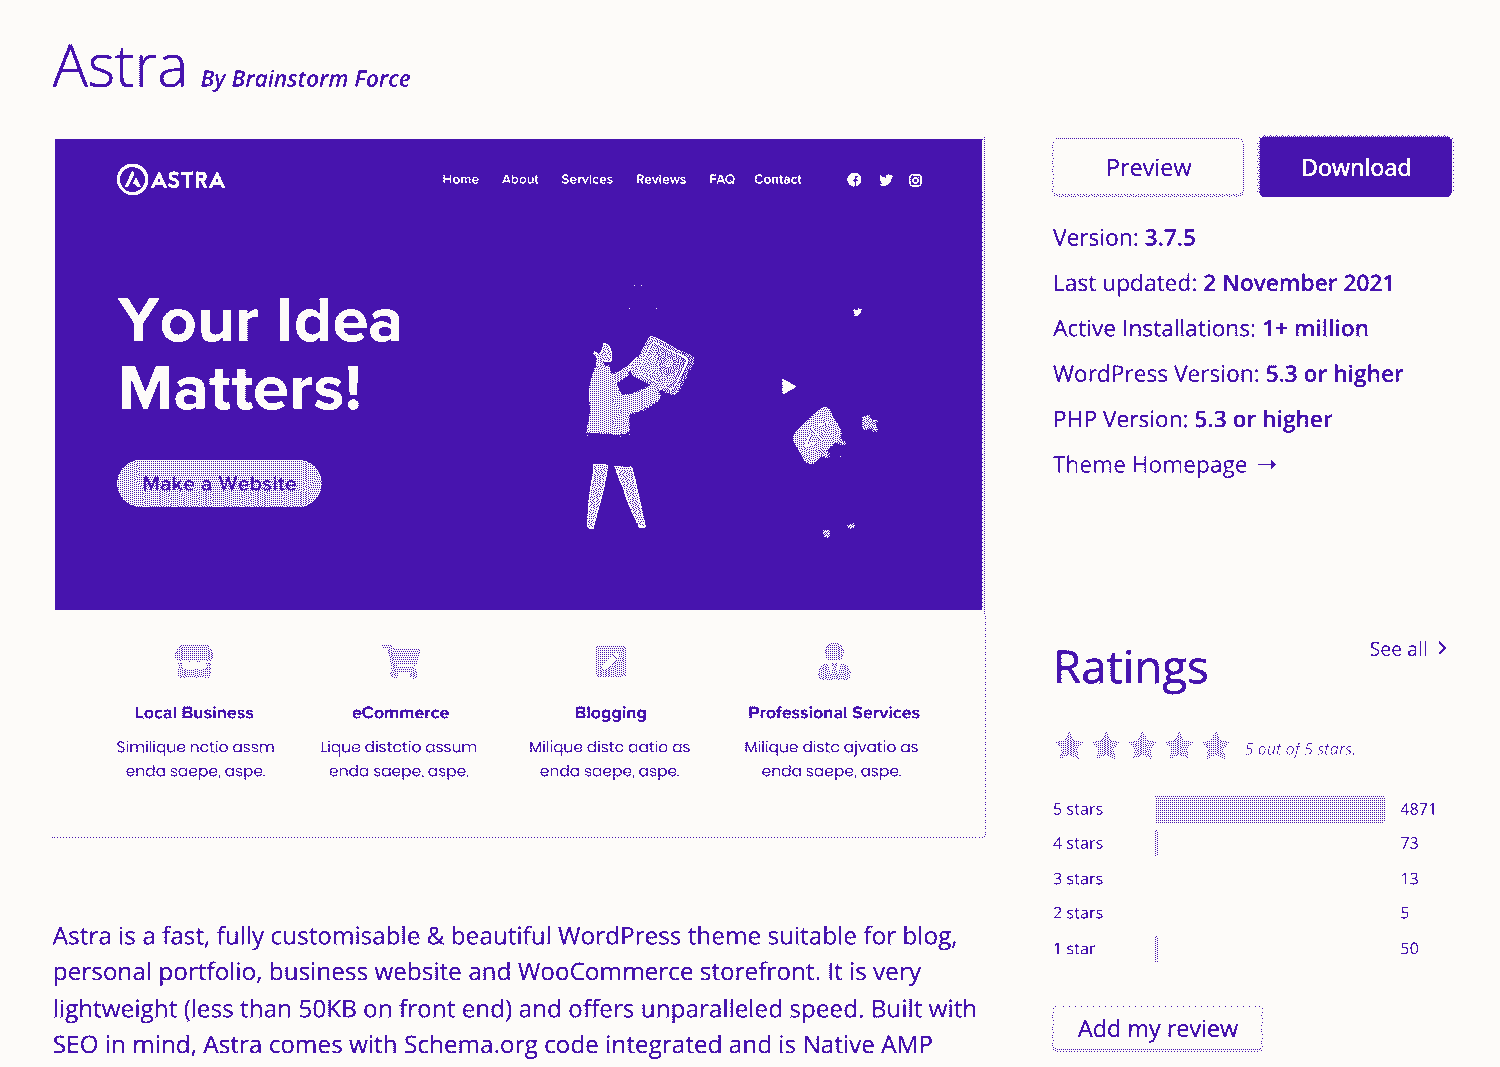 Astra By Brainstorm Force
ASTRA
Home About Services Reviews FAQ Contact
Your Idea
Matters!
Make a Website
Local Business
Similique nctio assm
enda saepe, aspe.
eCommerce
Lique distctio assum
enda saepe, aspe.
Blogging
Milique distc aatio as
enda saepe, aspe.
Professional Services
Milique distc ajvatio as
enda saepe, aspe.
Astra is a fast, fully customisable & beautiful WordPress theme suitable for blog,
personal portfolio, business website and WooCommerce storefront. It is very
lightweight (less than 50KB on front end) and offers unparalleled speed. Built with
SEO in mind, Astra comes with Schema.org code integrated and is Native AMP
Preview Download
Version: 3.7.5
Last updated: 2 November 2021
Active Installations: 1+ million
WordPress Version: 5.3 or higher
PHP Version: 5.3 or higher
Theme Homepage →
Ratings See all >
5 out of 5 stars.
5 stars 4871
4 stars 73
3 stars 13
2 stars 5
1 star 50
Add my review